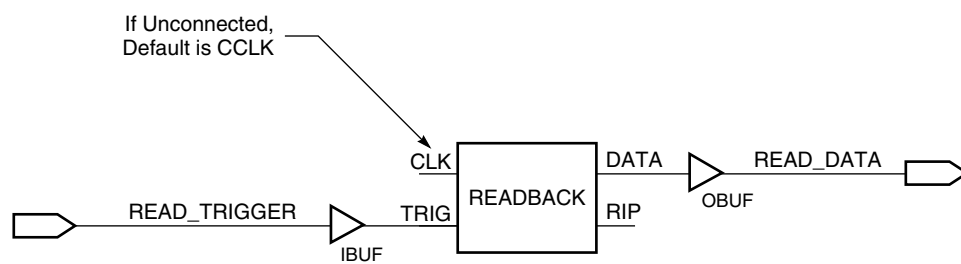 If Unconnected,
Default is CCLK
CLK
DATA
READ_DATA
READBACK
OBUF
READ_TRIGGER
TRIG
RIP
IBUF